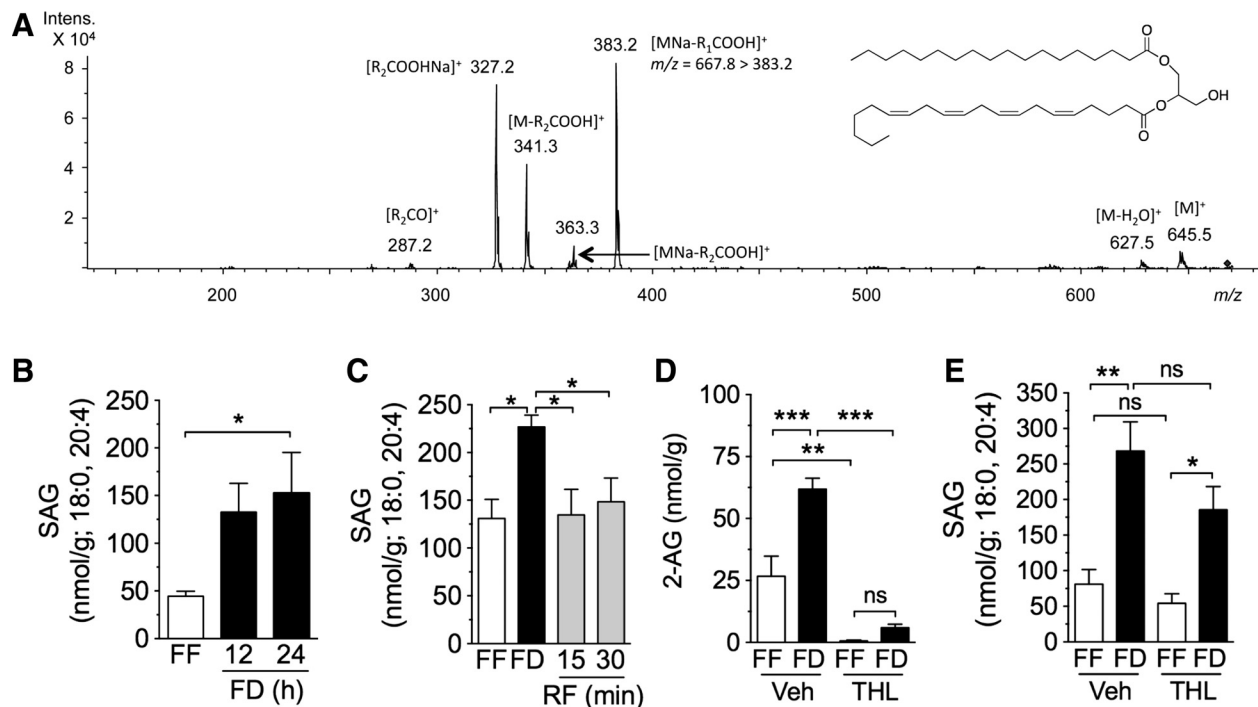 A
Intens.
X 10⁴
8
6
4
2
[R₂CO]⁺
287.2
[R₂COOHNa]⁺ 327.2
[M-R₂COOH]⁺
341.3
363.3
[MNa-R₂COOH]⁺
383.2
[MNa-R₁COOH]⁺
m/z = 667.8 > 383.2
[M-H₂O]⁺
627.5
[M]⁺
645.5
200 300 400 500 600 m/z
O
O
OH
O
O
B
SAG
(nmol/g; 18:0, 20:4)
250
200
150
100
50
0
*
FF 12 24
FD (h)
C
SAG
(nmol/g; 18:0, 20:4)
250
200
150
100
50
0
*
* *
FF FD 15 30
RF (min)
D
2-AG (nmol/g)
100
75
50
25
0
*** ***
**
ns
FF FD FF FD
Veh THL
E
SAG
(nmol/g; 18:0, 20:4)
350
300
250
200
150
100
50
0
** ns
ns
*
FF FD FF FD
Veh THL